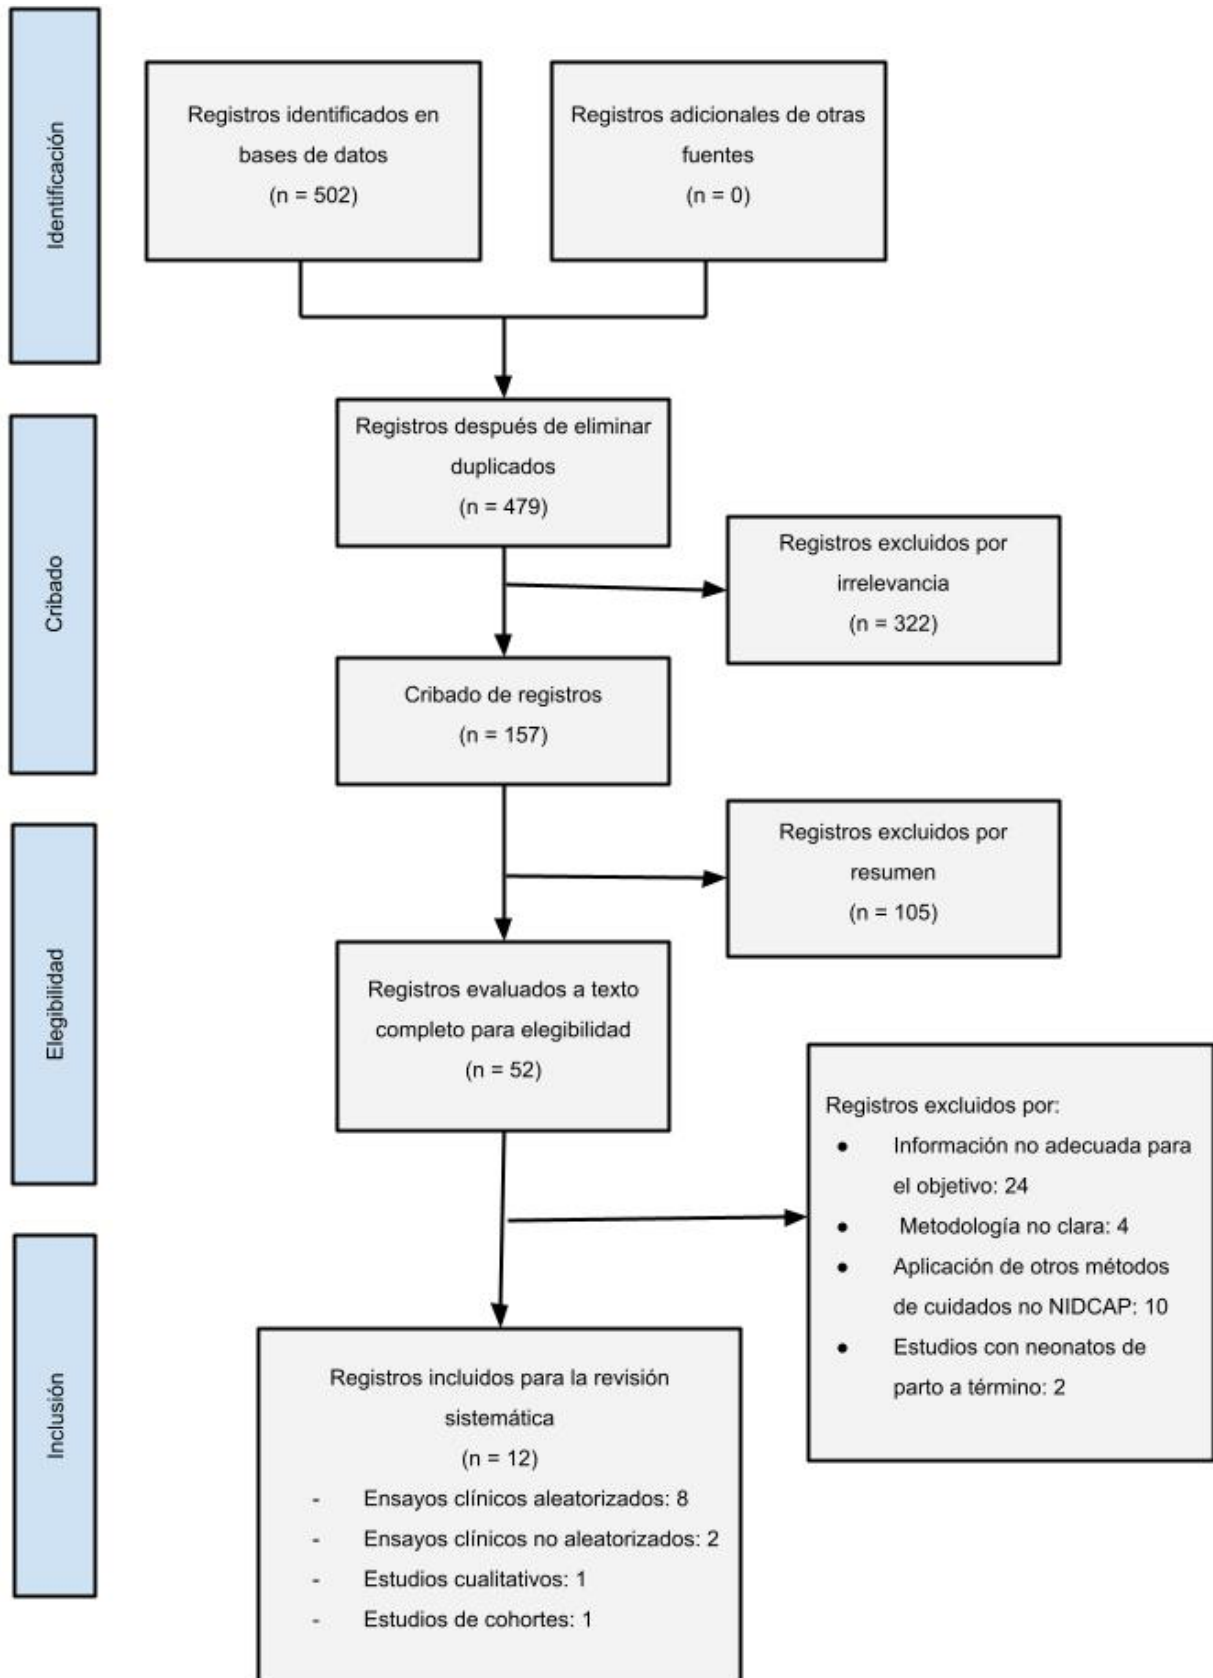 Identificación
Registros identificados en
bases de datos
(n = 502)
Registros adicionales de otras
fuentes
(n = 0)
Cribado
Registros después de eliminar
duplicados
(n = 479)
Registros excluidos por
irrelevancia
(n = 322)
Cribado de registros
(n = 157)
Elegibilidad
Registros excluidos por
resumen
(n = 105)
Registros evaluados a texto
completo para elegibilidad
(n = 52)
Registros excluidos por:
● Información no adecuada para
el objetivo: 24
● Metodología no clara: 4
● Aplicación de otros métodos
de cuidados no NIDCAP: 10
● Estudios con neonatos de
parto a término: 2
Inclusión
Registros incluidos para la revisión
sistemática
(n = 12)
- Ensayos clínicos aleatorizados: 8
- Ensayos clínicos no aleatorizados: 2
- Estudios cualitativos: 1
- Estudios de cohortes: 1